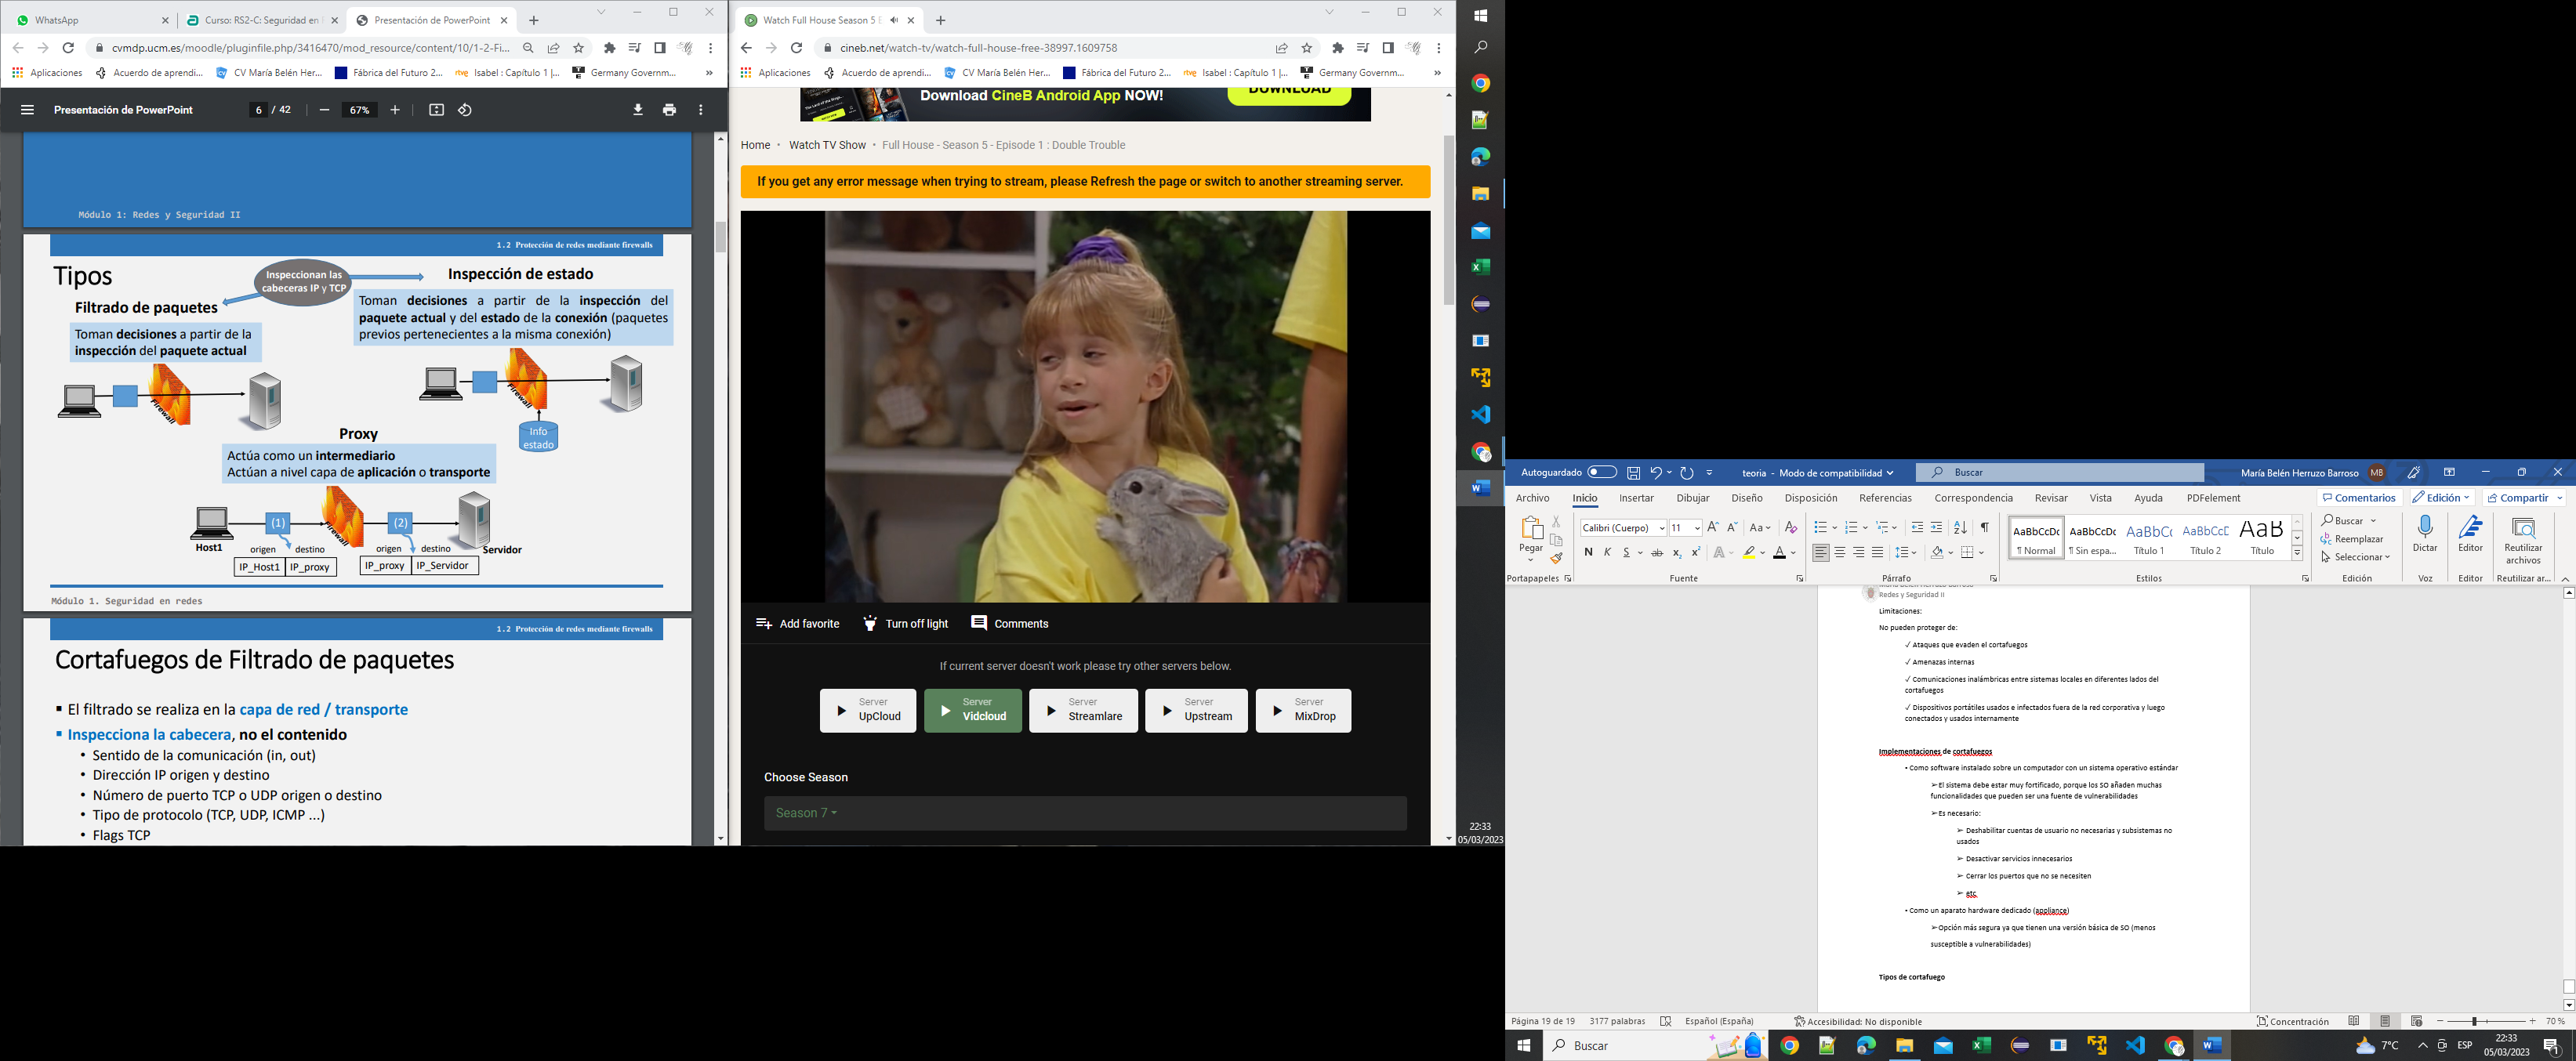 WhatsApp
Curso: RS2-C: Seguridad en
Presentación de PowerPoint
cvmdp.ucm.es/moodle/pluginfile.php/3416470/mod_resource/content/10/1-2-Fi...
Aplicaciones
Acuerdo de aprendi...
CV María Belén Her...
Fábrica del Futuro 2...
Isabel : Capítulo 1 |...
Germany Governm...
»
Presentación de PowerPoint
6 / 42
67%
Módulo 1: Redes y Seguridad II
1.2 Protección de redes mediante firewalls
Tipos
Inspeccionan las
cabeceras IP y TCP
Inspección de estado
Filtrado de paquetes
Toman decisiones a partir de la inspección del
paquete actual y del estado de la conexión (paquetes
previos pertenecientes a la misma conexión)
Toman decisiones a partir de la
inspección del paquete actual
Firewall
Firewall
Info
estado
Proxy
Actúa como un intermediario
Actúan a nivel capa de aplicación o transporte
(1)
Firewall
(2)
Host1
origen
destino
origen
destino
Servidor
IP_Host1
IP_proxy
IP_proxy
IP_Servidor
Módulo 1. Seguridad en redes
1.2 Protección de redes mediante firewalls
Cortafuegos de Filtrado de paquetes
▪ El filtrado se realiza en la capa de red / transporte
▪ Inspecciona la cabecera, no el contenido
• Sentido de la comunicación (in, out)
• Dirección IP origen y destino
• Número de puerto TCP o UDP origen o destino
• Tipo de protocolo (TCP, UDP, ICMP ...)
• Flags TCP
Watch Full House Season 5 E
cineb.net/watch-tv/watch-full-house-free-38997.1609758
Aplicaciones
Acuerdo de aprendi...
CV María Belén Her...
Fábrica del Futuro 2...
Isabel : Capítulo 1 |...
Germany Governm...
»
Download CineB Android App NOW!
DOWNLOAD
Home • Watch TV Show • Full House - Season 5 - Episode 1 : Double Trouble
If you get any error message when trying to stream, please Refresh the page or switch to another streaming server.
Add favorite
Turn off light
Comments
If current server doesn't work please try other servers below.
Server
UpCloud
Server
Vidcloud
Server
Streamlare
Server
Upstream
Server
MixDrop
Choose Season
Season 7
22:33
05/03/2023
Autoguardado
teoria - Modo de compatibilidad
Buscar
María Belén Herruzo Barroso
MB
Archivo
Inicio
Insertar
Dibujar
Diseño
Disposición
Referencias
Correspondencia
Revisar
Vista
Ayuda
PDFelement
Comentarios
Edición
Compartir
Pegar
Calibri (Cuerpo)
11
N K S
AaBbCcDc
¶ Normal
AaBbCcDc
¶ Sin espa...
AaBbCc
Título 1
AaBbCcD
Título 2
AaB
Título
Buscar
Reemplazar
Seleccionar
Dictar
Editor
Reutilizar
archivos
Portapapeles
Fuente
Párrafo
Estilos
Edición
Voz
Editor
Reutilizar ar...
María Belén Herruzo Barroso
Redes y Seguridad II
Limitaciones:
No pueden proteger de:
✓ Ataques que evaden el cortafuegos
✓ Amenazas internas
✓ Comunicaciones inalámbricas entre sistemas locales en diferentes lados del
cortafuegos
✓ Dispositivos portátiles usados e infectados fuera de la red corporativa y luego
conectados y usados internamente
Implementaciones de cortafuegos
• Como software instalado sobre un computador con un sistema operativo estándar
➢El sistema debe estar muy fortificado, porque los SO añaden muchas
funcionalidades que pueden ser una fuente de vulnerabilidades
➢Es necesario:
➢ Deshabilitar cuentas de usuario no necesarias y subsistemas no
usados
➢ Desactivar servicios innecesarios
➢ Cerrar los puertos que no se necesiten
➢ etc.
• Como un aparato hardware dedicado (appliance)
➢Opción más segura ya que tienen una versión básica de SO (menos
susceptible a vulnerabilidades)
Tipos de cortafuego
Página 19 de 19
3177 palabras
Español (España)
Accesibilidad: No disponible
Concentración
70 %
Buscar
7°C
ESP
22:33
05/03/2023